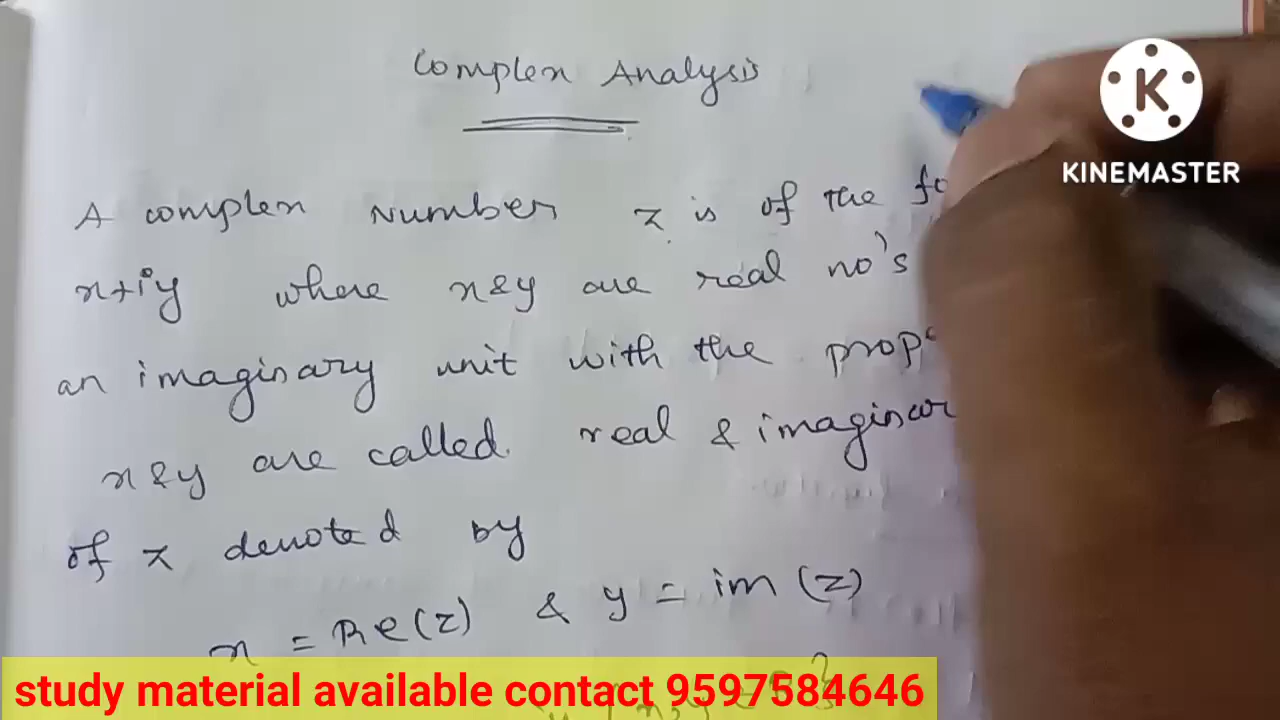 Complex Analysis
A complex Number z is of the fo
x+iy where x&y are real no's
an imaginary unit with the prope
x&y are called. real & imaginar
of z denoted by
x = Re(z) & y = im (z)
KINEMASTER
study material available contact 9597584646